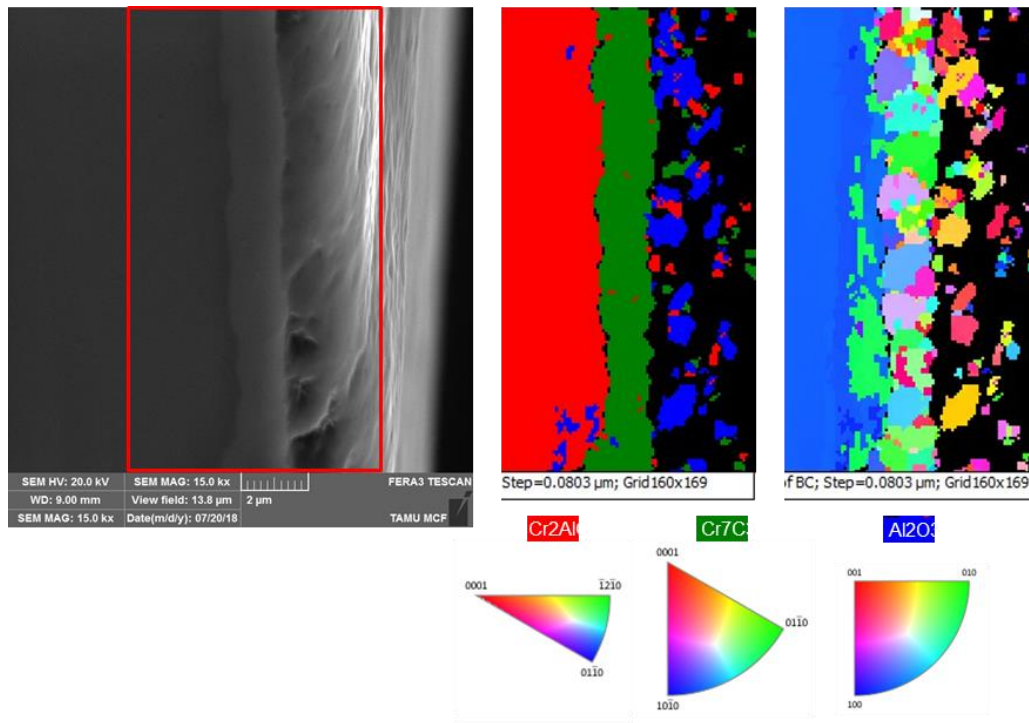 SEM HV: 20.0 kV SEM MAG: 15.0 kx FERA3 TESCAN
WD: 9.00 mm View field: 13.8 µm 2 µm
SEM MAG: 15.0 kx Date(m/d/y): 07/20/18 TAMU MCF
Step=0.0803 µm; Grid160x169
of BC; Step=0.0803 µm; Grid160x169
Cr2Al Cr7C Al2O3
0001 1̅21̅0 011̅0
0001 011̅0 101̅0
001 010 100